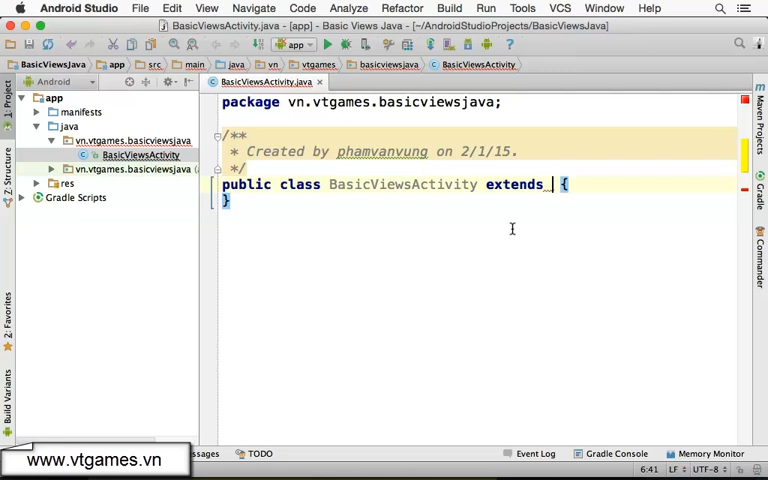 Android Studio File Edit View Navigate Code Analyze Refactor Build Run Tools VCS Window Help
BasicViewsActivity.java - [app] - Basic Views Java - [~/AndroidStudioProjects/BasicViewsJava]
app
BasicViewsJava app src main java vn vtgames basicviewsjava BasicViewsActivity
Android
BasicViewsActivity.java
app
manifests
java
vn.vtgames.basicviewsjava
BasicViewsActivity
vn.vtgames.basicviewsjava (
res
Gradle Scripts
1: Project
7: Structure
2: Favorites
Build Variants
package vn.vtgames.basicviewsjava;
/**
* Created by phamvanvung on 2/1/15.
*/
public class BasicViewsActivity extends {
}
Maven Projects
Gradle
Commander
ssages TODO Event Log Gradle Console Memory Monitor
6:41 LF UTF-8
www.vtgames.vn